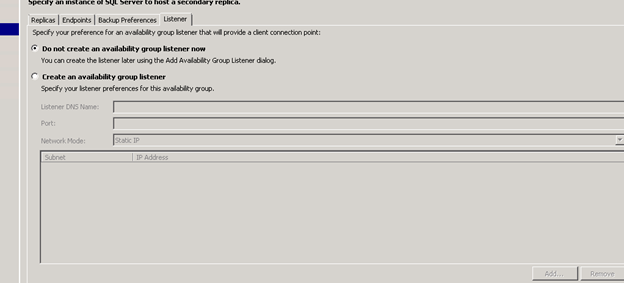 Specify an instance of SQL Server to host a secondary replica.
Replicas Endpoints Backup Preferences Listener
Specify your preference for an availability group listener that will provide a client connection point:
Do not create an availability group listener now
You can create the listener later using the Add Availability Group Listener dialog.
Create an availability group listener
Specify your listener preferences for this availability group.
Listener DNS Name:
Port:
Network Mode: Static IP
Subnet IP Address
Add... Remove